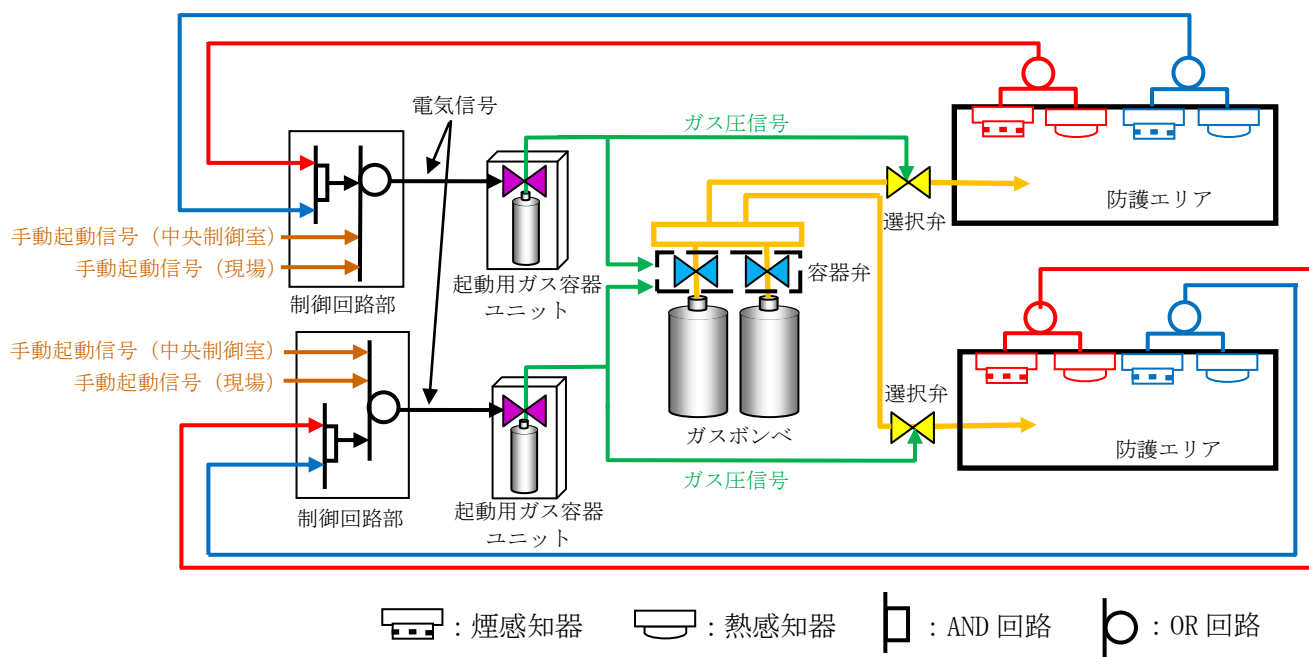 電気信号
ガス圧信号
防護エリア
選択弁
手動起動信号（中央制御室）
手動起動信号（現場）
容器弁
制御回路部
起動用ガス容器
ユニット
手動起動信号（中央制御室）
手動起動信号（現場）
選択弁
ガスボンベ
防護エリア
ガス圧信号
制御回路部
起動用ガス容器
ユニット
：煙感知器
：熱感知器
：AND 回路
：OR 回路